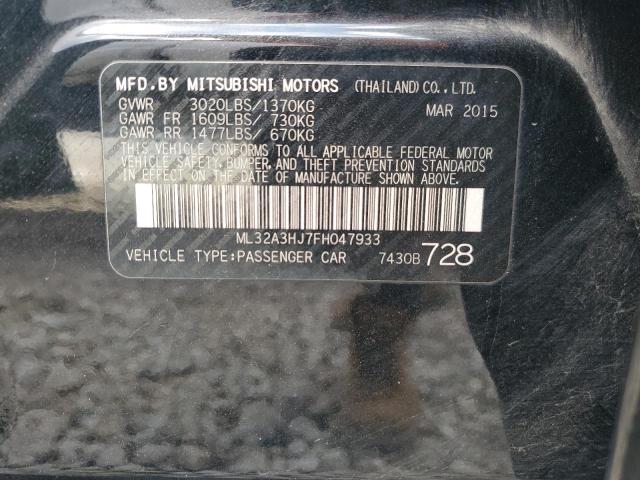 MFD.BY MITSUBISHI MOTORS (THAILAND)CO.,LTD.
GVWR 3020LBS/1370KG MAR 2015
GAWR FR 1609LBS/ 730KG
GAWR RR 1477LBS/ 670KG
THIS VEHICLE CONFORMS TO ALL APPLICABLE FEDERAL MOTOR
VEHICLE SAFETY, BUMPER, AND THEFT PREVENTION STANDARDS
IN EFFECT ON THE DATE OF MANUFACTURE SHOWN ABOVE.
ML32A3HJ7FH047933
VEHICLE TYPE:PASSENGER CAR 7430B 728